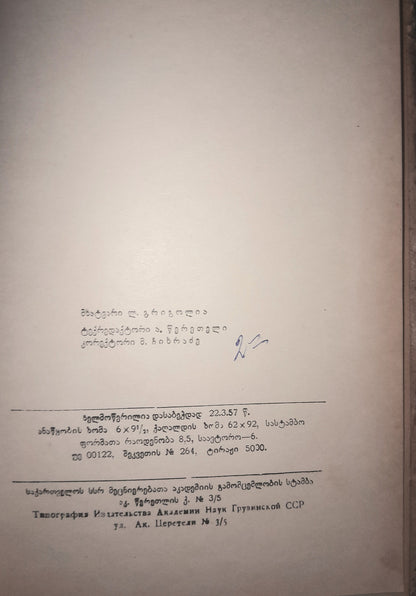 მხატვარი ლ. გრიგოლია
ტექრედაქტორი ა. წერეთელი
კორექტორი მ. ჩიხრაძე
ხელმოწერილია დასაბეჭდად 22.3.57 წ.
ანაწყობის ზომა 6×9¹/₂, ქაღალდის ზომა 62×92, სასტამბო
ფორმათა რაოდენობა 8,5, საავტორო—6.
უე 00122, შეკვეთის № 264, ტირაჟი 5000.
საქართველოს სსრ მეცნიერებათა აკადემიის გამომცემლობის სტამბა
აკ. წერეთლის ქ. № 3/5
Типография Издательства Академии Наук Грузинской ССР
ул. Ак. Церетели № 3/5